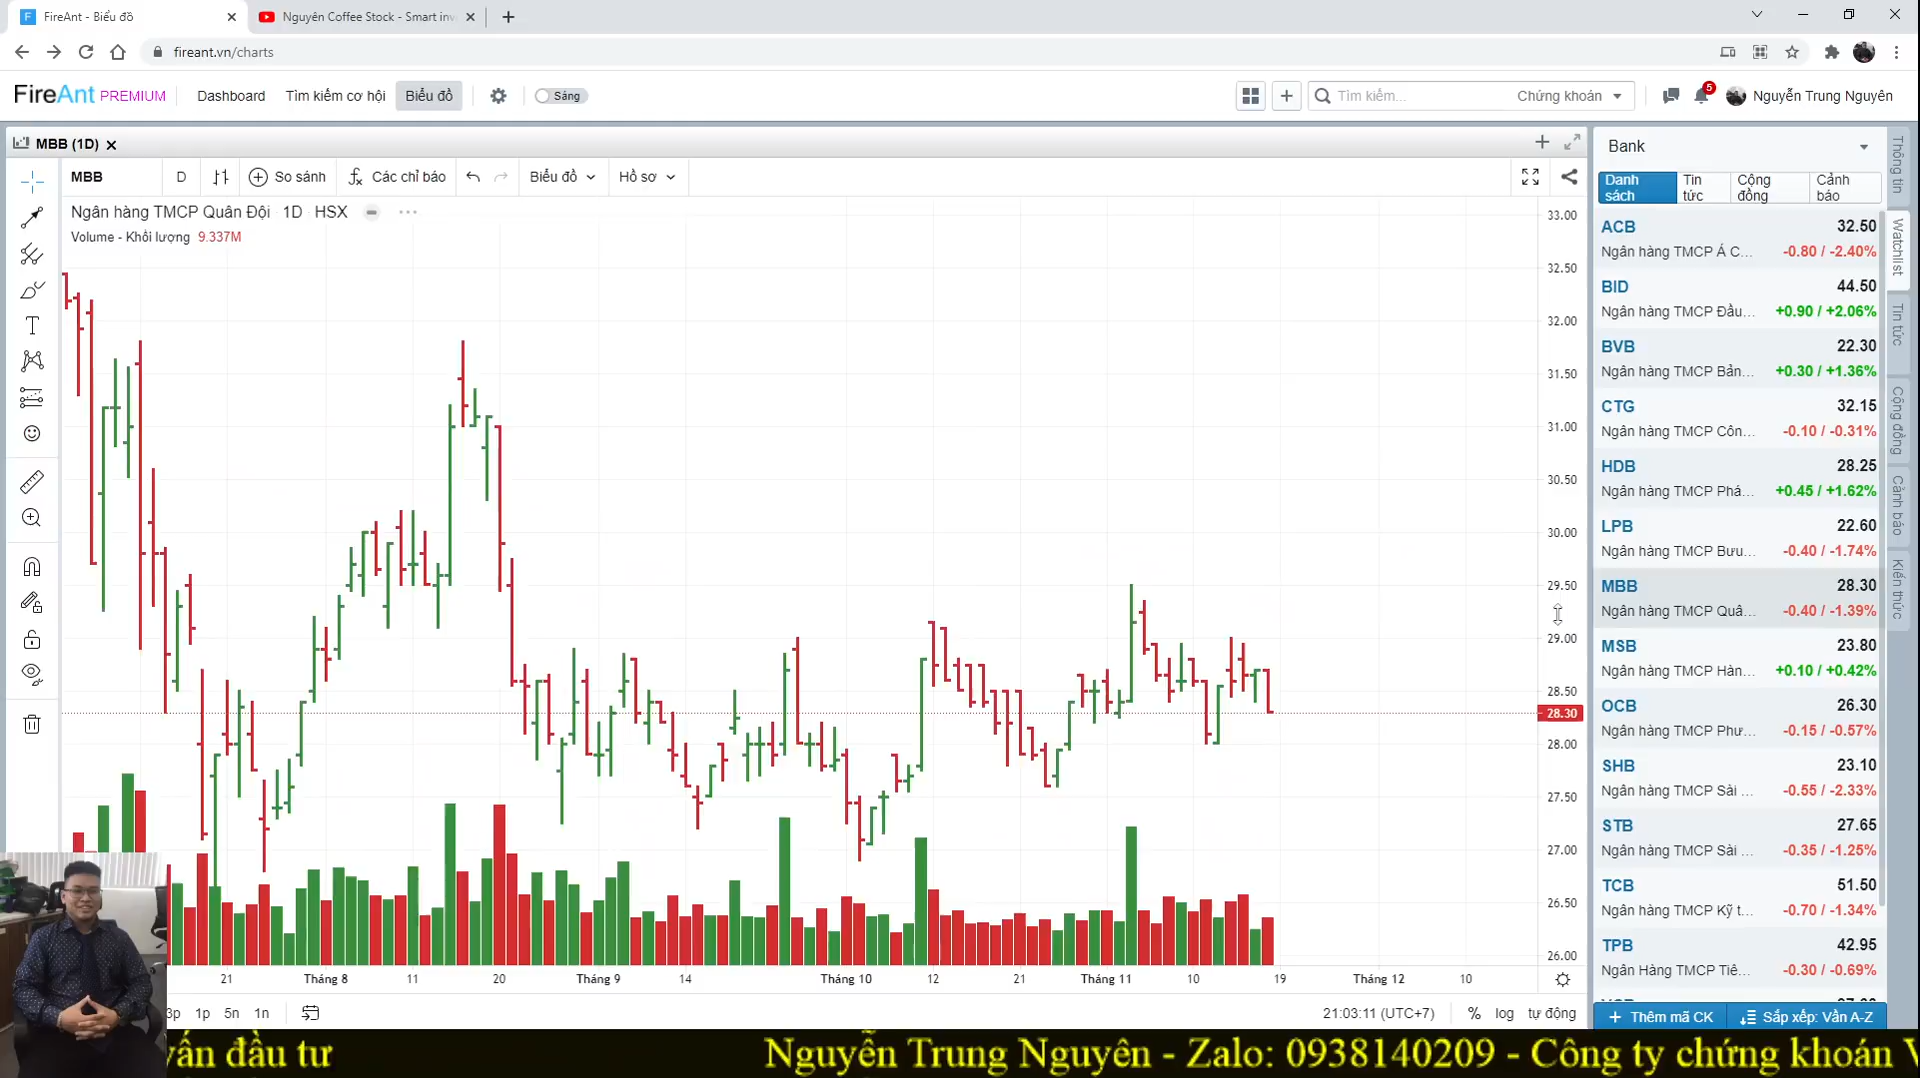 FireAnt - Biểu đồ
Nguyên Coffee Stock - Smart inv
fireant.vn/charts
FireAnt PREMIUM
Dashboard
Tìm kiếm cơ hội
Biểu đồ
Sáng
Tìm kiếm...
Chứng khoán
5
Nguyễn Trung Nguyên
MBB (1D)
MBB
D
So sánh
Các chỉ báo
Biểu đồ
Hồ sơ
Ngân hàng TMCP Quân Đội 1D HSX
Volume - Khối lượng 9.337M
33.00
32.50
32.00
31.50
31.00
30.50
30.00
29.50
29.00
28.50
28.30
28.00
27.50
27.00
26.50
26.00
21
Tháng 8
11
20
Tháng 9
14
Tháng 10
12
21
Tháng 11
10
19
Tháng 12
10
3p
1p
5n
1n
21:03:11 (UTC+7)
%
log
tự động
Bank
Danh sách
Tin tức
Cộng đồng
Cảnh báo
ACB 32.50
Ngân hàng TMCP Á C... -0.80 / -2.40%
BID 44.50
Ngân hàng TMCP Đầu... +0.90 / +2.06%
BVB 22.30
Ngân hàng TMCP Bản... +0.30 / +1.36%
CTG 32.15
Ngân hàng TMCP Côn... -0.10 / -0.31%
HDB 28.25
Ngân hàng TMCP Phá... +0.45 / +1.62%
LPB 22.60
Ngân hàng TMCP Bưu... -0.40 / -1.74%
MBB 28.30
Ngân hàng TMCP Quâ... -0.40 / -1.39%
MSB 23.80
Ngân hàng TMCP Hàn... +0.10 / +0.42%
OCB 26.30
Ngân hàng TMCP Phư... -0.15 / -0.57%
SHB 23.10
Ngân hàng TMCP Sài ... -0.55 / -2.33%
STB 27.65
Ngân hàng TMCP Sài ... -0.35 / -1.25%
TCB 51.50
Ngân hàng TMCP Kỹ t... -0.70 / -1.34%
TPB 42.95
Ngân Hàng TMCP Tiê... -0.30 / -0.69%
Thêm mã CK
Sắp xếp: Vần A-Z
Thông tin
Watchlist
Tin tức
Cộng đồng
Cảnh báo
Kiến thức
vấn đầu tư
Nguyễn Trung Nguyên - Zalo: 0938140209 - Công ty chứng khoán V